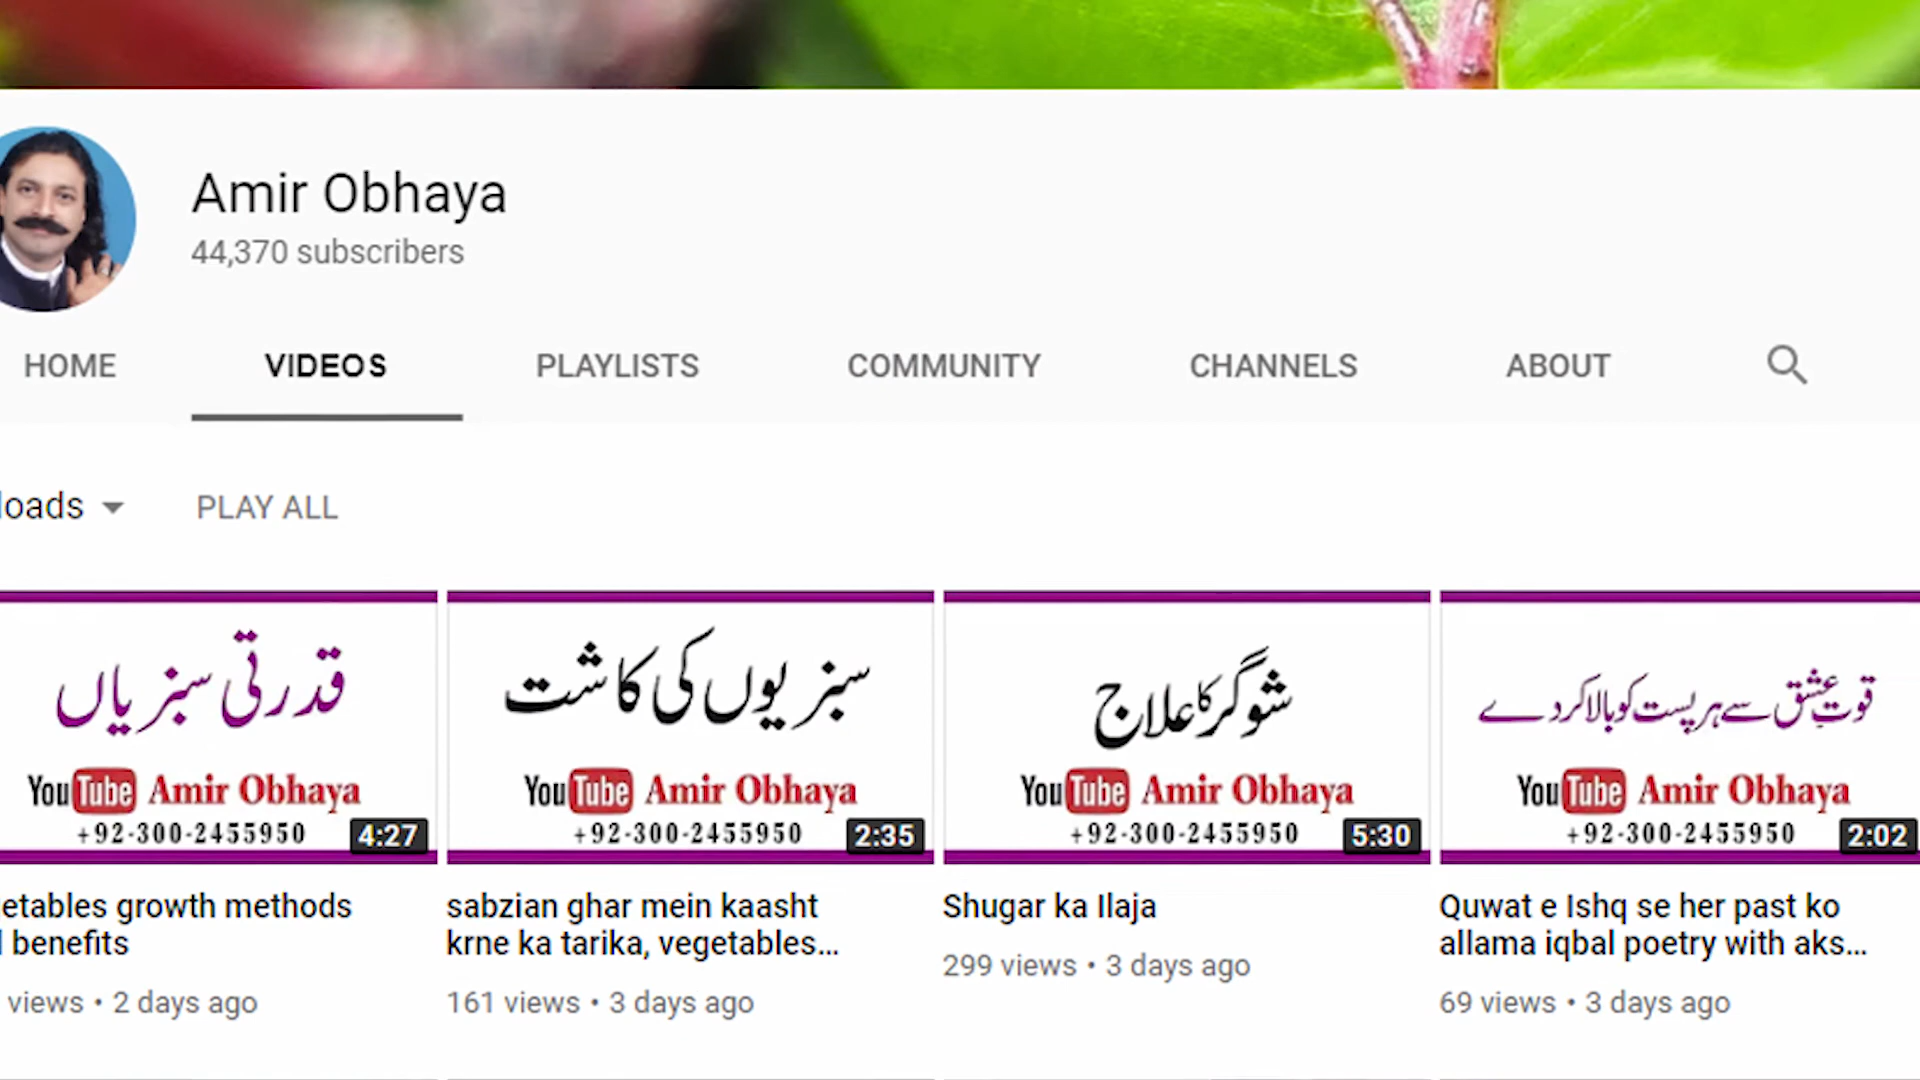 Amir Obhaya
44,370 subscribers
HOME VIDEOS PLAYLISTS COMMUNITY CHANNELS ABOUT
loads PLAY ALL
قدرتی سبزیاں
YouTube Amir Obhaya
+92-300-2455950
4:27
etables growth methods
benefits
views • 2 days ago
سبزیوں کی کاشت
YouTube Amir Obhaya
+92-300-2455950
2:35
sabzian ghar mein kaasht
krne ka tarika, vegetables...
161 views • 3 days ago
شوگر کا علاج
YouTube Amir Obhaya
+92-300-2455950
5:30
Shugar ka Ilaja
299 views • 3 days ago
قوتِ عشق سے ہر پست کو بالا کر دے
YouTube Amir Obhaya
+92-300-2455950
2:02
Quwat e Ishq se her past ko
allama iqbal poetry with aks...
69 views • 3 days ago